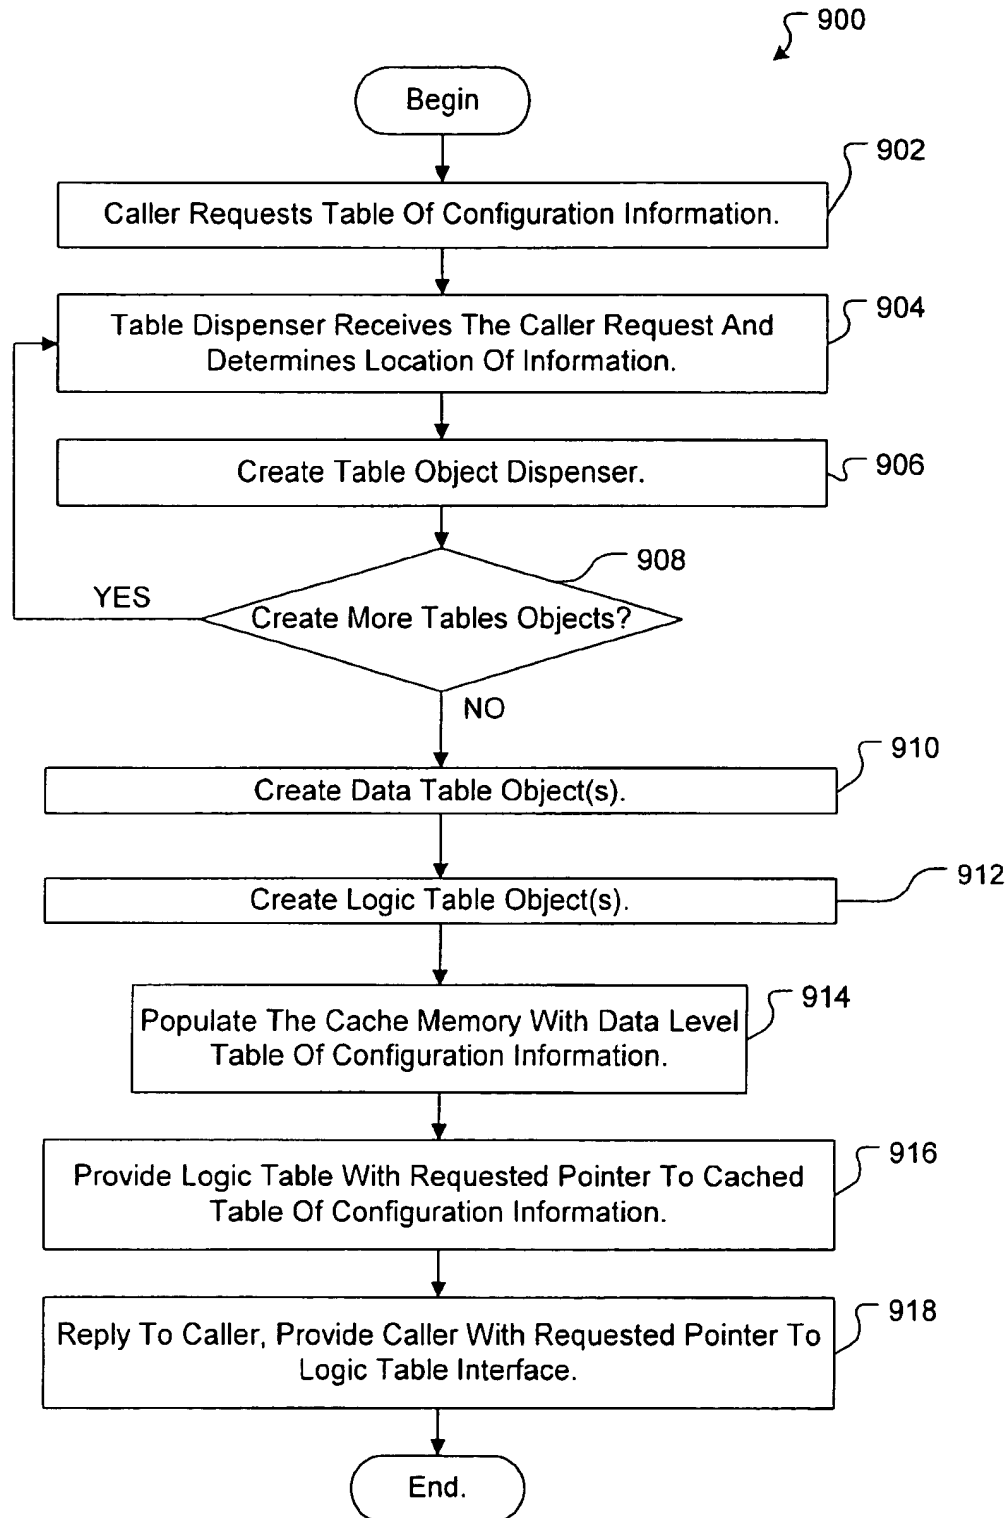 900
Begin
902
Caller Requests Table Of Configuration Information.
904
Table Dispenser Receives The Caller Request And
Determines Location Of Information.
906
Create Table Object Dispenser.
908
YES
Create More Tables Objects?
NO
910
Create Data Table Object(s).
912
Create Logic Table Object(s).
914
Populate The Cache Memory With Data Level
Table Of Configuration Information.
916
Provide Logic Table With Requested Pointer To Cached
Table Of Configuration Information.
918
Reply To Caller, Provide Caller With Requested Pointer To
Logic Table Interface.
End.